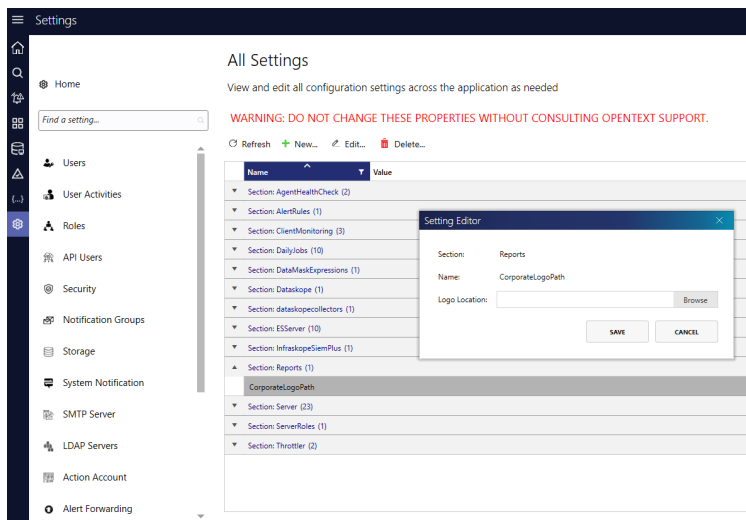 Settings
Home
Find a setting...
Users
User Activities
Roles
API Users
Security
Notification Groups
Storage
System Notification
SMTP Server
LDAP Servers
Action Account
Alert Forwarding
{...}
All Settings
View and edit all configuration settings across the application as needed
WARNING: DO NOT CHANGE THESE PROPERTIES WITHOUT CONSULTING OPENTEXT SUPPORT.
Refresh New... Edit... Delete...
Name Value
Section: AgentHealthCheck (2)
Section: AlertRules (1)
Section: ClientMonitoring (3)
Section: DailyJobs (10)
Section: DataMaskExpressions (1)
Section: Dataskope (1)
Section: dataskopecollectors (1)
Section: ESServer (10)
Section: InfraskopeSiemPlus (1)
Section: Reports (1)
CorporateLogoPath
Section: Server (23)
Section: ServerRoles (1)
Section: Throttler (2)
Setting Editor
Section: Reports
Name: CorporateLogoPath
Logo Location: Browse
SAVE CANCEL